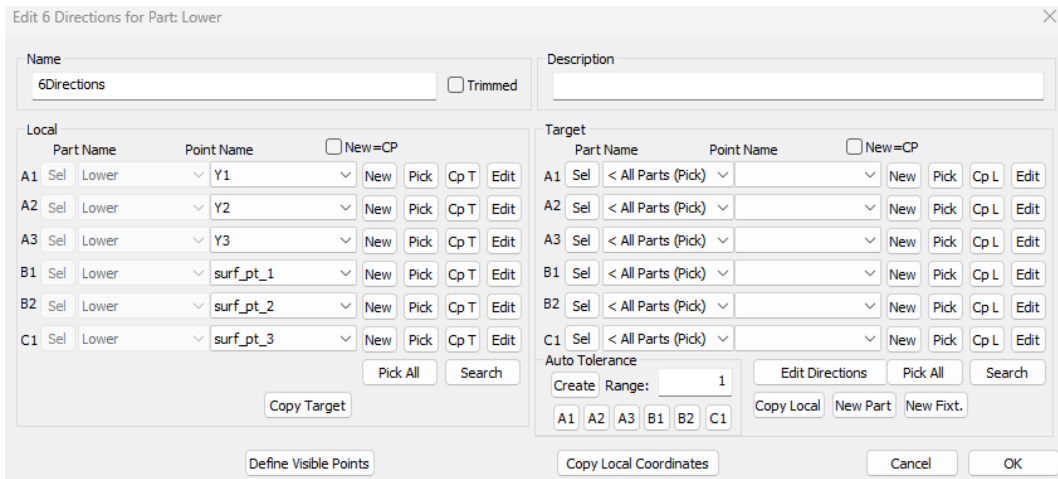 Edit 6 Directions for Part: Lower
Name
6Directions
Trimmed
Description
Local
Part Name Point Name New=CP
A1 Sel Lower Y1 New Pick Cp T Edit
A2 Sel Lower Y2 New Pick Cp T Edit
A3 Sel Lower Y3 New Pick Cp T Edit
B1 Sel Lower surf_pt_1 New Pick Cp T Edit
B2 Sel Lower surf_pt_2 New Pick Cp T Edit
C1 Sel Lower surf_pt_3 New Pick Cp T Edit
Pick All Search
Copy Target
Target
Part Name Point Name New=CP
A1 Sel < All Parts (Pick) New Pick Cp L Edit
A2 Sel < All Parts (Pick) New Pick Cp L Edit
A3 Sel < All Parts (Pick) New Pick Cp L Edit
B1 Sel < All Parts (Pick) New Pick Cp L Edit
B2 Sel < All Parts (Pick) New Pick Cp L Edit
C1 Sel < All Parts (Pick) New Pick Cp L Edit
Auto Tolerance
Create Range: 1
A1 A2 A3 B1 B2 C1
Edit Directions Pick All Search
Copy Local New Part New Fixt.
Define Visible Points Copy Local Coordinates Cancel OK